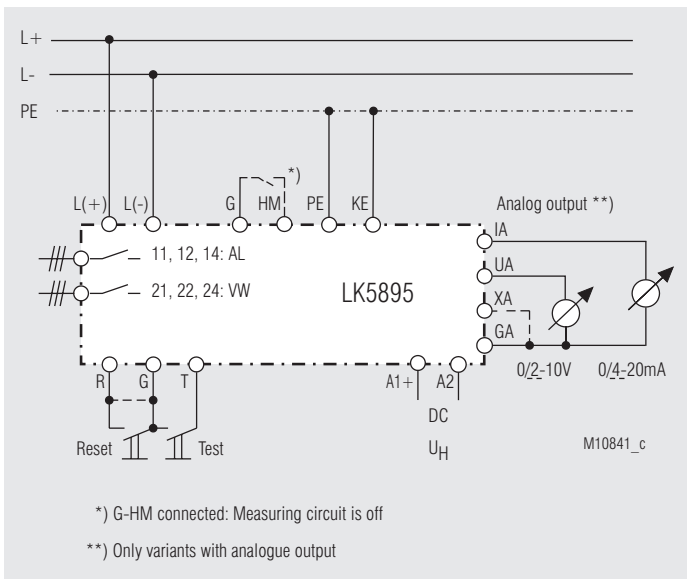 L+
L-
PE
*)
L(+) L(-) G HM PE KE Analog output **)
IA
11, 12, 14: AL
UA
21, 22, 24: VW
LK5895
XA
GA
R G T A1+ A2
0/2-10V 0/4-20mA
DC
Reset Test
UH
M10841_c
*) G-HM connected: Measuring circuit is off
**) Only variants with analogue output